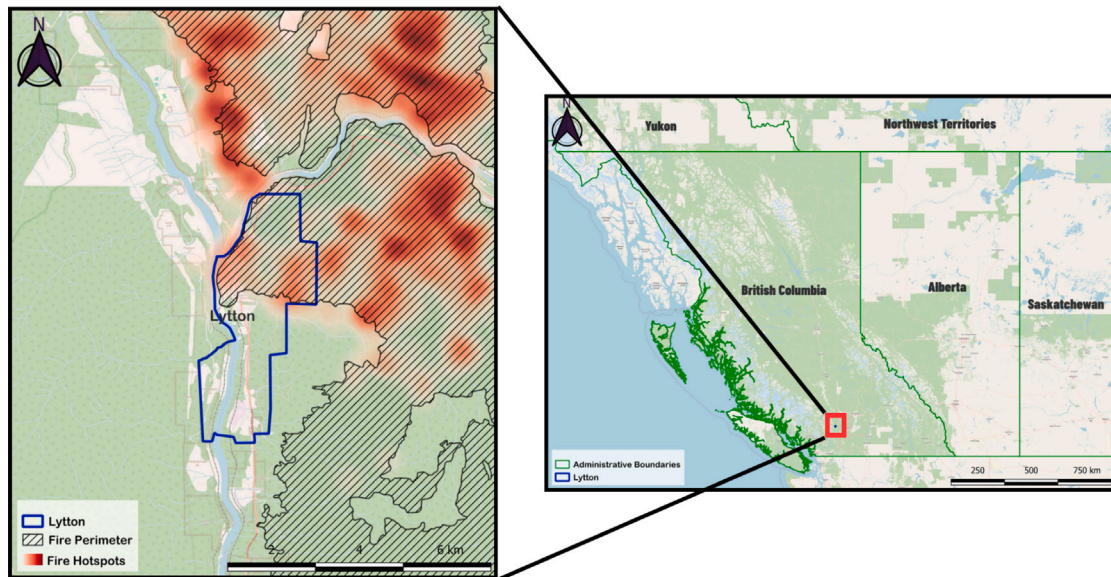 N
Lytton
Lytton
Fire Perimeter
Fire Hotspots
2 4 6 km
N
Yukon
Northwest Territories
British Columbia
Alberta
Saskatchewan
Administrative Boundaries
Lytton
250 500 750 km